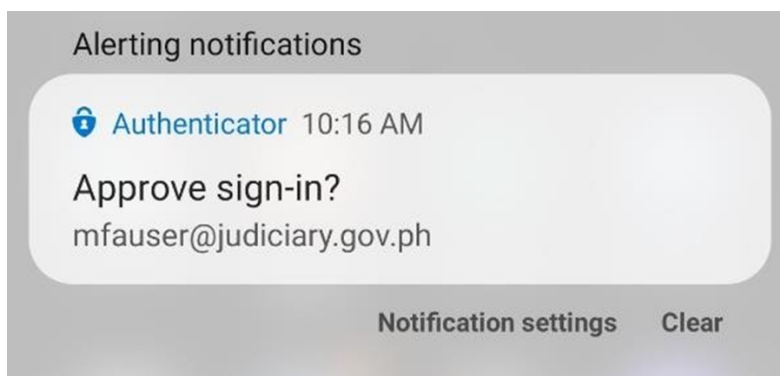 Alerting notifications
Authenticator 10:16 AM
Approve sign-in?
mfauser@judiciary.gov.ph
Notification settings Clear